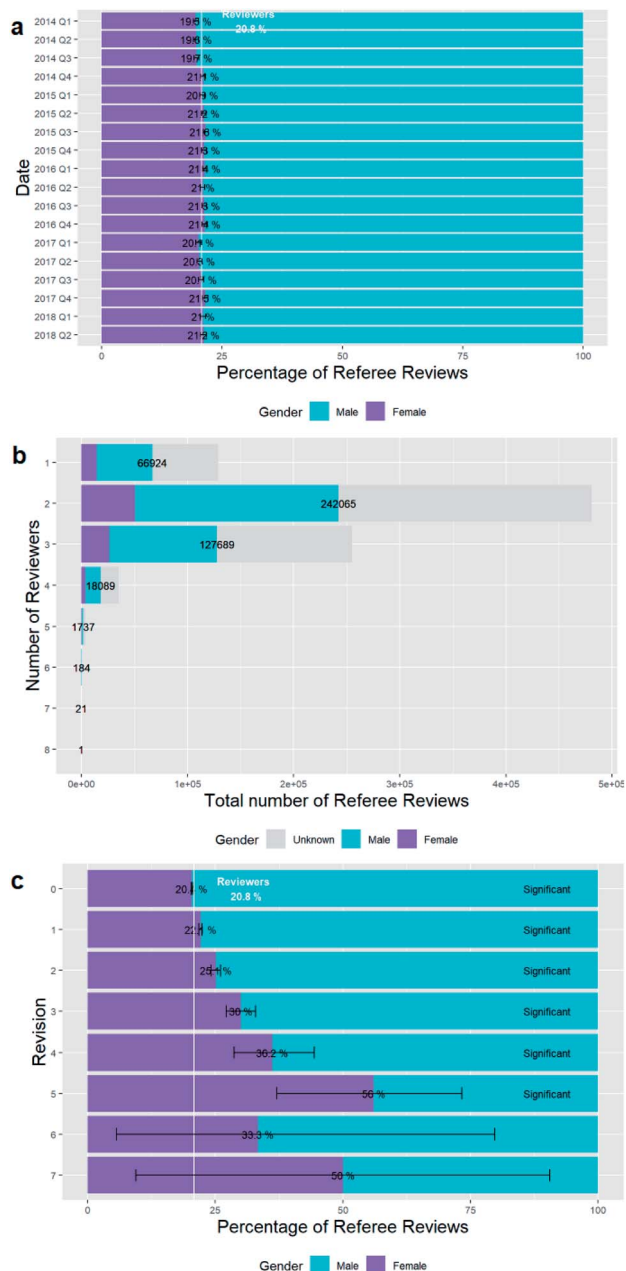 a
Date
Reviewers
20.8 %
2014 Q1
2014 Q2
2014 Q3
2014 Q4
2015 Q1
2015 Q2
2015 Q3
2015 Q4
2016 Q1
2016 Q2
2016 Q3
2016 Q4
2017 Q1
2017 Q2
2017 Q3
2017 Q4
2018 Q1
2018 Q2
0 25 50 75 100
Percentage of Referee Reviews
Gender Male Female
b
Number of Reviewers
1 66924
2 242065
3 127689
4 18089
5 1737
6 184
7 21
8 1
0e+00 1e+05 2e+05 3e+05 4e+05 5e+05
Total number of Referee Reviews
Gender Unknown Male Female
c
Revision
Reviewers
20.8 %
0 Significant
1 Significant
2 Significant
3 30 % Significant
4 36.2 % Significant
5 56 % Significant
6 33.3 %
7 50 %
0 25 50 75 100
Percentage of Referee Reviews
Gender Male Female